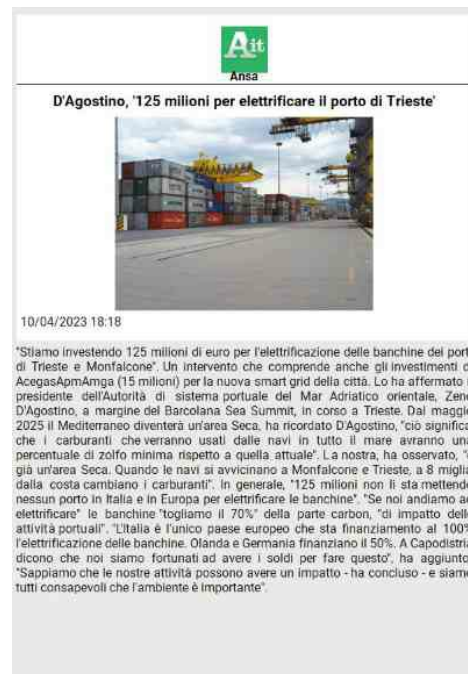 Ait
Ansa
D'Agostino, '125 milioni per elettrificare il porto di Trieste'
10/04/2023 18:18
"Stiamo investendo 125 milioni di euro per l'elettrificazione delle banchine dei port
di Trieste e Monfalcone". Un intervento che comprende anche gli investimenti d
AcegasApmAmga (15 milioni) per la nuova smart grid della città. Lo ha affermato
presidente dell'Autorità di sistema portuale del Mar Adriatico orientale, Zeno
D'Agostino, a margine del Barcolana Sea Summit, in corso a Trieste. Dal maggio
2025 il Mediterraneo diventerà un'area Seca, ha ricordato D'Agostino, "ciò significa
che i carburanti che verranno usati dalle navi in tutto il mare avranno una
percentuale di zolfo minima rispetto a quella attuale". La nostra, ha osservato, "è
già un'area Seca. Quando le navi si avvicinano a Monfalcone e Trieste, a 8 miglia
dalla costa cambiano i carburanti". In generale, "125 milioni non li sta mettendo
nessun porto in Italia e in Europa per elettrificare le banchine". "Se noi andiamo ad
elettrificare" le banchine "togliamo il 70%" della parte carbon, "di impatto delle
attività portuali". "L'Italia è l'unico paese europeo che sta finanziamento al 100%
l'elettrificazione delle banchine. Olanda e Germania finanziano il 50%. A Capodistria
dicono che noi siamo fortunati ad avere i soldi per fare questo", ha aggiunto.
"Sappiamo che le nostre attività possono avere un impatto - ha concluso - e siamo
tutti consapevoli che l'ambiente è importante".